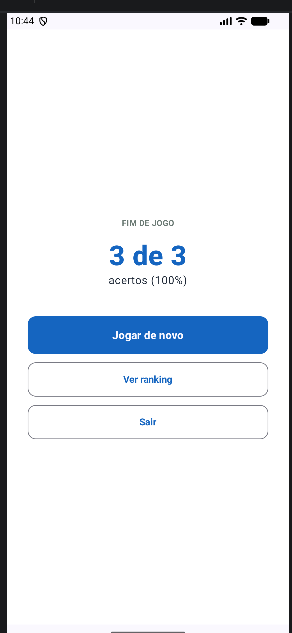 10:44
FIM DE JOGO
3 de 3
acertos (100%)
Jogar de novo
Ver ranking
Sair